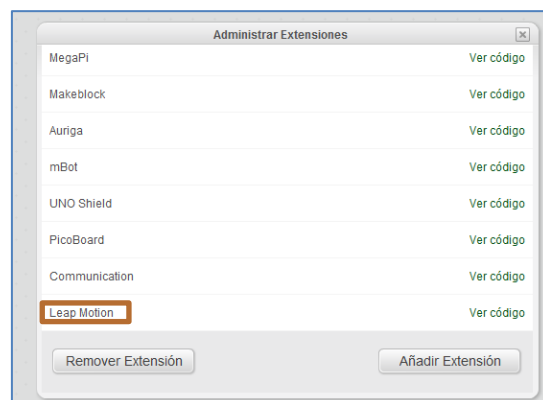 Administrar Extensiones
MegaPi Ver código
Makeblock Ver código
Auriga Ver código
mBot Ver código
UNO Shield Ver código
PicoBoard Ver código
Communication Ver código
Leap Motion Ver código
Remover Extensión Añadir Extensión